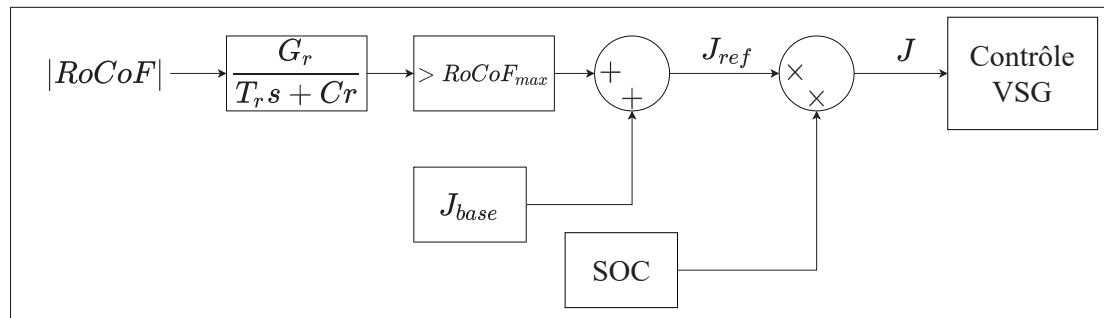 |RoCoF|
G_r
T_r s + Cr
> RoCoF_max
+
+
J_ref
×
×
J
Contrôle
VSG
J_base
SOC